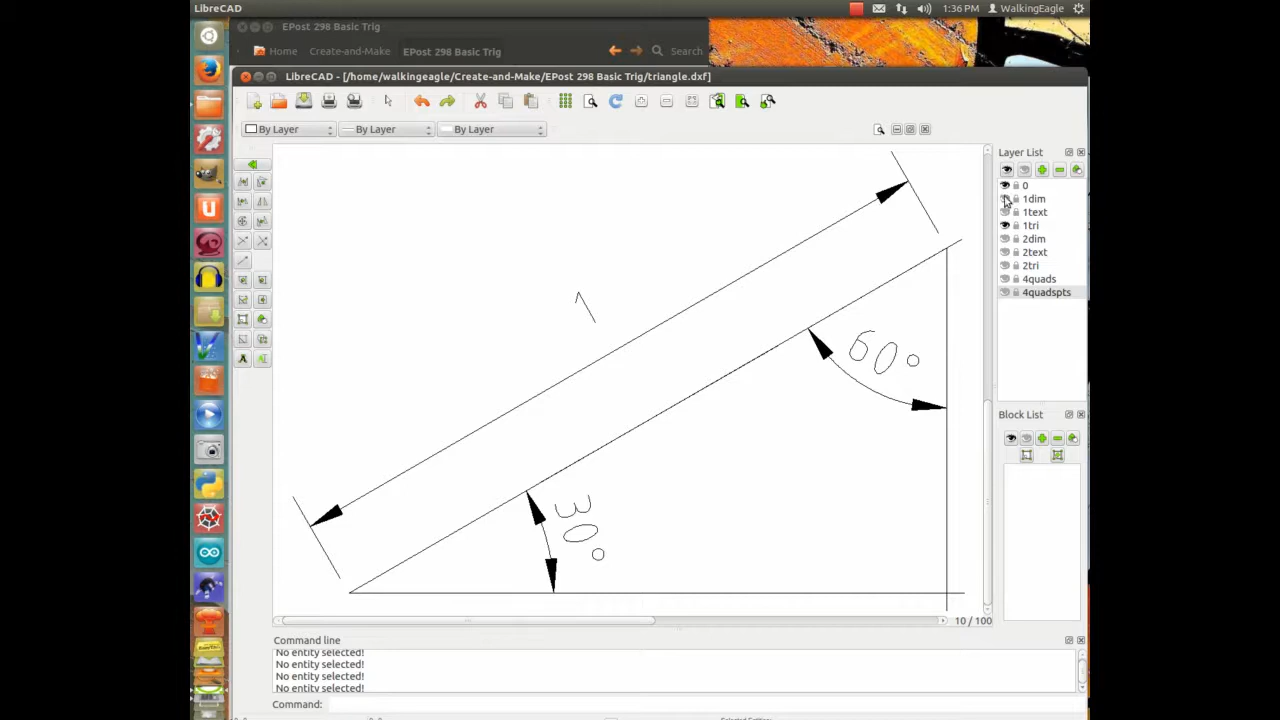 LibreCAD
1:36 PM
WalkingEagle
EPost 298 Basic Trig
Home
Create-and-Make
EPost 298 Basic Trig
Search
LibreCAD - [/home/walkingeagle/Create-and-Make/EPost 298 Basic Trig/triangle.dxf]
By Layer
By Layer
By Layer
Layer List
0
1dim
1text
1tri
2dim
2text
2tri
4quads
4quadspts
1
60°
30°
Block List
10 / 100
Command line
No entity selected!
No entity selected!
No entity selected!
No entity selected!
Command: